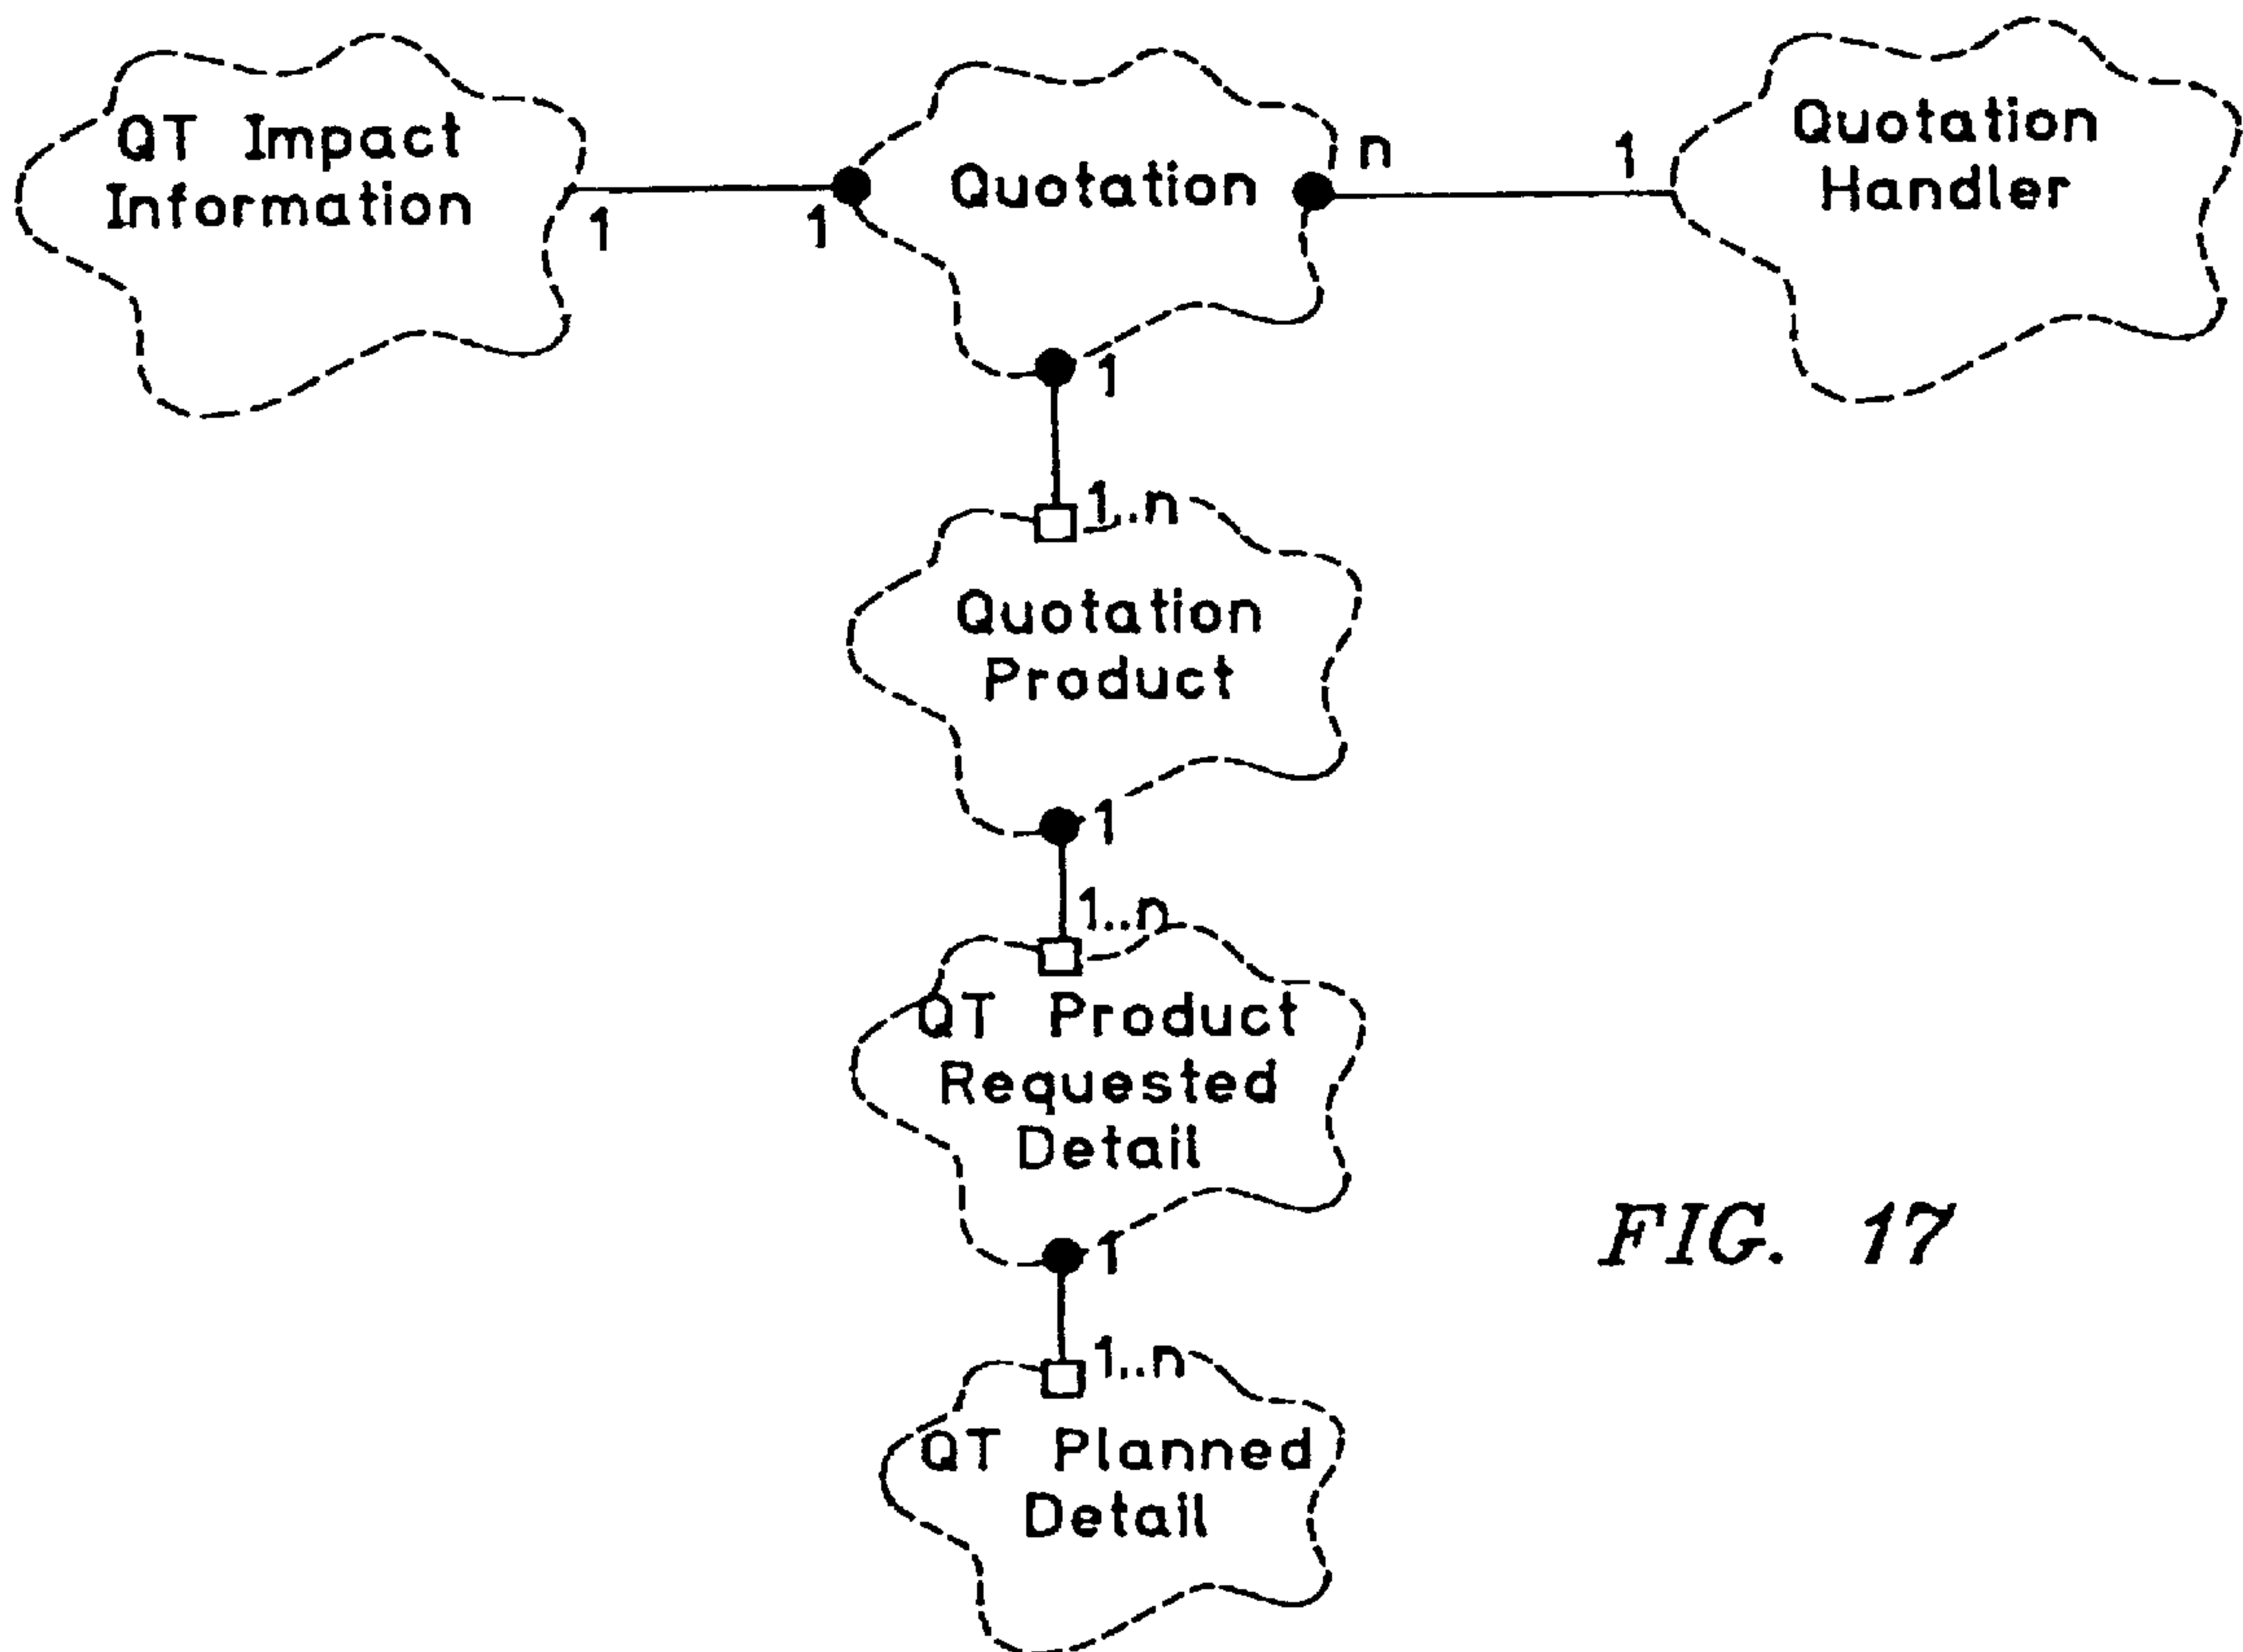 QT Impact
Information
1
1
Quotation
n
1
Quotation
Handler
1
1..n
Quotation
Product
1
1..n
QT Product
Requested
Detail
1
1..n
QT Planned
Detail
FIG. 17